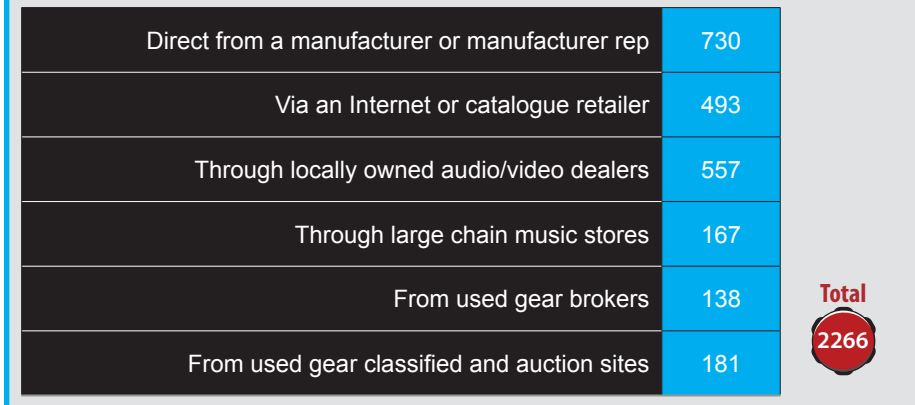 Direct from a manufacturer or manufacturer rep 730
Via an Internet or catalogue retailer 493
Through locally owned audio/video dealers 557
Through large chain music stores 167
From used gear brokers 138
From used gear classified and auction sites 181
Total
2266